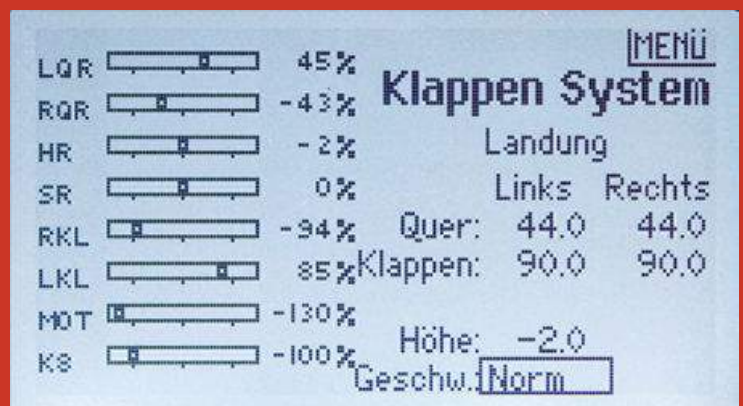 MENÜ
Klappen System
Landung
Links Rechts
Quer: 44.0 44.0
Klappen: 90.0 90.0
Höhe: -2.0
Geschw.: Norm
LQR 45%
RQR -43%
HR -2%
SR 0%
RKL -94%
LKL 85%
MOT -130%
K8 -100%